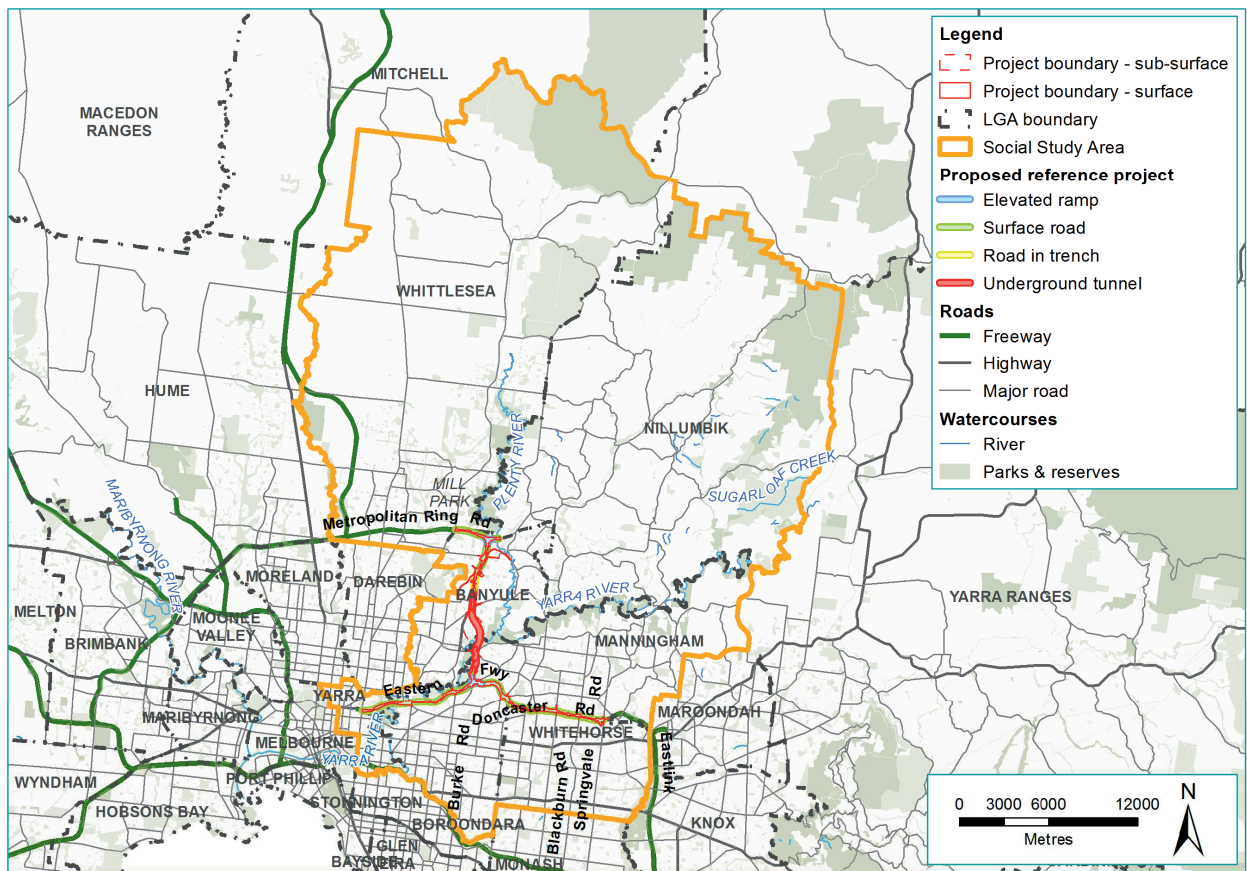 MITCHELL
MACEDON
RANGES
WHITTLESEA
HUME
PLENTY RIVER
NILLUMBIK
SUGARLOAF CREEK
MILL
PARK
MARIBYRNONG RIVER
Metropolitan Ring Rd
MORELAND
DAREBIN
BANYULE
YARRA RIVER
YARRA RANGES
MELTON
MOONEE
VALLEY
BRIMBANK
MANNINGHAM
Fwy
Eastern
YARRA
Rd
Doncaster Rd
MAROONDAH
MARIBYRNONG
WHITEHORSE
MELBOURNE
YARRA RIVER
Burke Rd
Blackburn Rd
Springvale
Eastlink
WYNDHAM
PORT PHILLIP
HOBSONS BAY
STONNINGTON
BOROONDARA
KNOX
GLEN
EIRA
BAYSIDE
MONASH
Legend
Project boundary - sub-surface
Project boundary - surface
LGA boundary
Social Study Area
Proposed reference project
Elevated ramp
Surface road
Road in trench
Underground tunnel
Roads
Freeway
Highway
Major road
Watercourses
River
Parks & reserves
N
0 3000 6000 12000
Metres